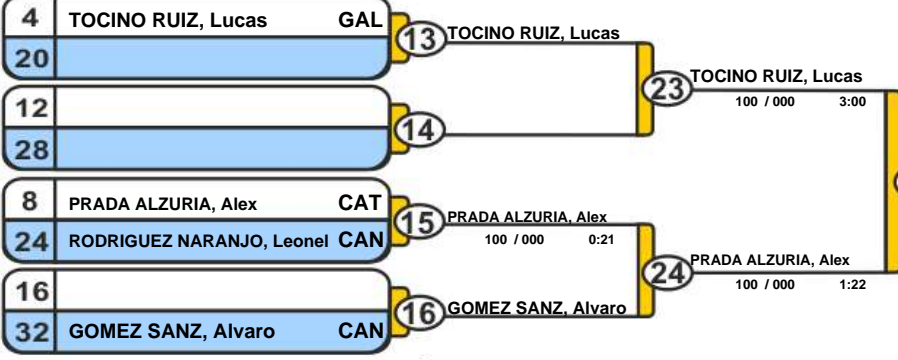 4 TOCINO RUIZ, Lucas GAL
20
13 TOCINO RUIZ, Lucas
12
28
14
23 TOCINO RUIZ, Lucas
100 / 000 3:00
8 PRADA ALZURIA, Alex CAT
24 RODRIGUEZ NARANJO, Leonel CAN
15 PRADA ALZURIA, Alex
100 / 000 0:21
16
32 GOMEZ SANZ, Alvaro CAN
16 GOMEZ SANZ, Alvaro
24 PRADA ALZURIA, Alex
100 / 000 1:22